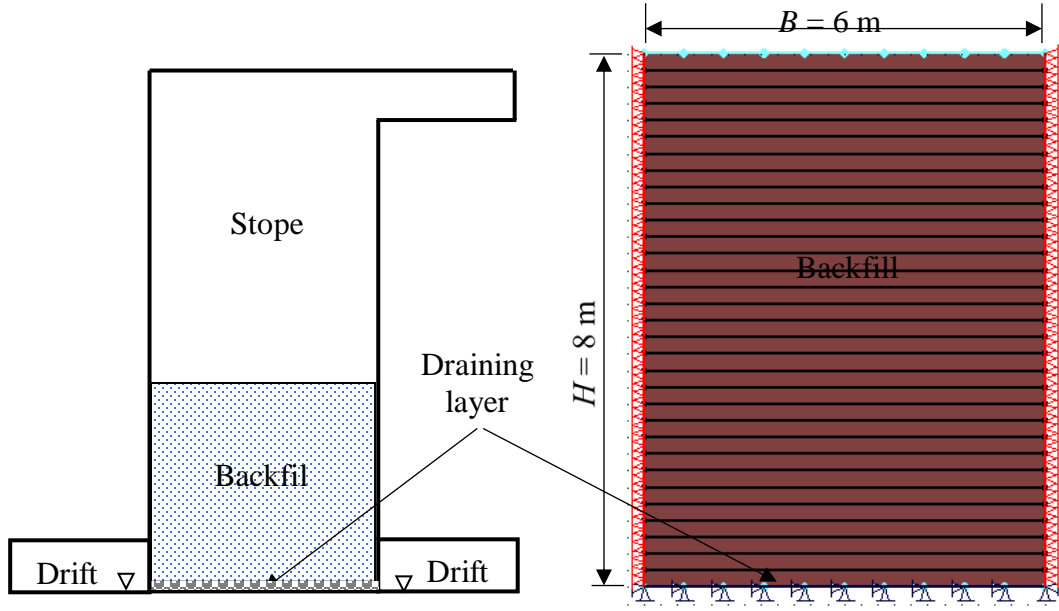 Stope
Backfil
Drift
Drift
Draining
layer
B = 6 m
H = 8 m
Backfill